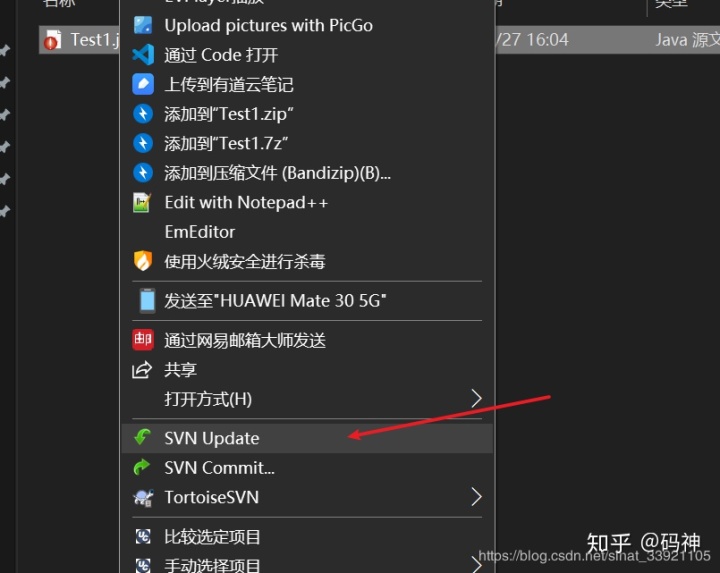 名称
类型
Test1.j
/27 16:04
Java 源文
Upload pictures with PicGo
通过 Code 打开
上传到有道云笔记
添加到“Test1.zip”
添加到“Test1.7z”
添加到压缩文件 (Bandizip)(B)...
Edit with Notepad++
EmEditor
使用火绒安全进行杀毒
发送至"HUAWEI Mate 30 5G"
通过网易邮箱大师发送
共享
打开方式(H)
SVN Update
SVN Commit...
TortoiseSVN
比较选定项目
手动选择项目
知乎 @码神
https://blog.csdn.net/sinat_33921105